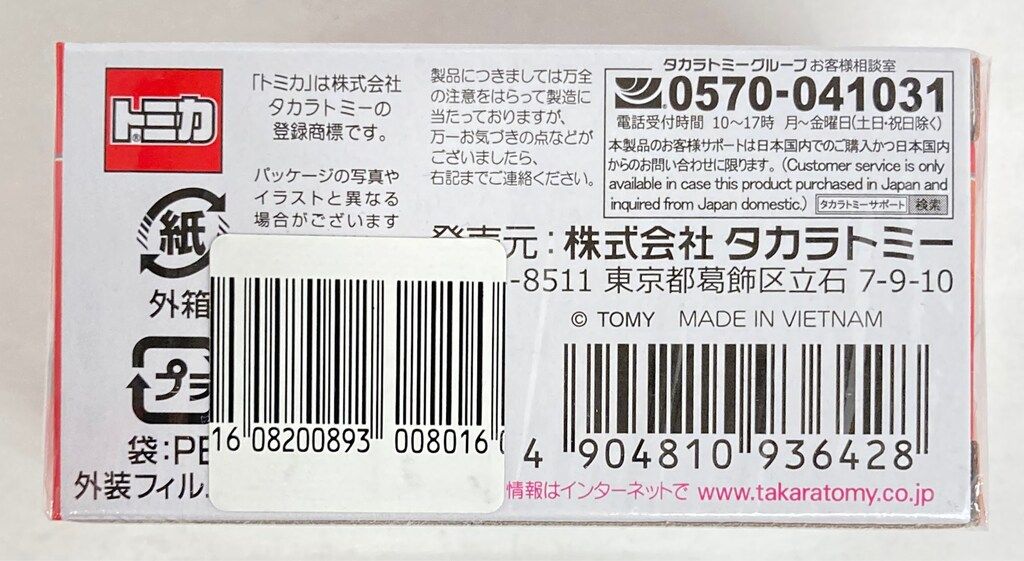 トミカ®
「トミカ」は株式会社
タカラトミーの
登録商標です。
パッケージの写真や
イラストと異なる
場合がございます
製品につきましては万全
の注意をはらって製造に
当たっておりますが、
万一お気づきの点などが
ございましたら、
右記までご連絡ください。
タカラトミーグループ お客様相談室
0570-041031
電話受付時間 10〜17時 月〜金曜日(土日・祝日除く)
本製品のお客様サポートは日本国内でのご購入かつ日本国内
からのお問い合わせに限ります。(Customer service is only
available in case this product purchased in Japan and
inquired from Japan domestic.) タカラトミーサポート 検索
発売元:株式会社 タカラトミー
-8511 東京都葛飾区立石 7-9-10
© TOMY MADE IN VIETNAM
紙
外箱
プラ
袋:PE
外装フィル
16 08200893 008016
4 904810 936428
情報はインターネットで www.takaratomy.co.jp